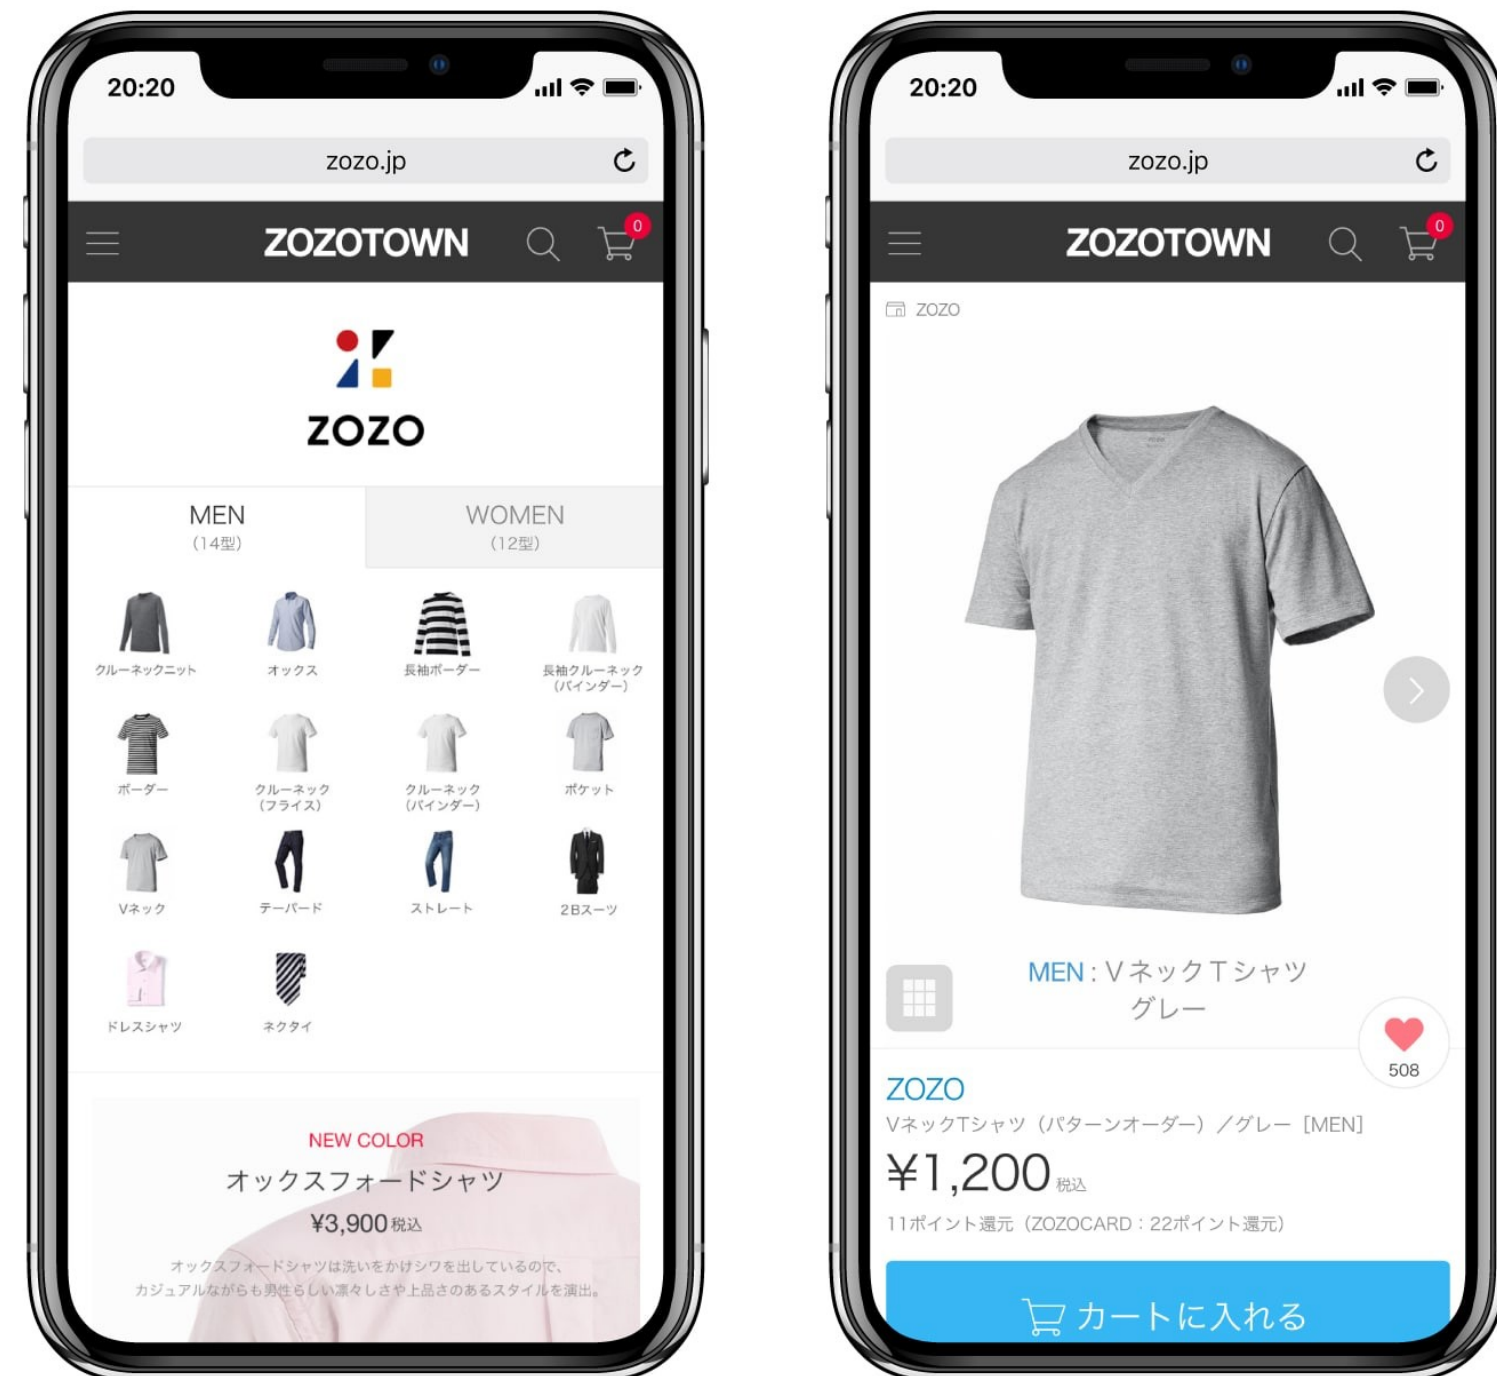 20:20
zozo.jp
ZOZOTOWN
0
ZOZO
MEN
(14型)
WOMEN
(12型)
クルーネックニット
オックス
長袖ボーダー
長袖クルーネック
(バインダー)
ボーダー
クルーネック
(フライス)
クルーネック
(バインダー)
ポケット
Vネック
テーパード
ストレート
2Bスーツ
ドレスシャツ
ネクタイ
NEW COLOR
オックスフォードシャツ
¥3,900 税込
オックスフォードシャツは洗いをかけシワを出しているので、
カジュアルながらも男性らしい凛々しさや上品さのあるスタイルを演出。
20:20
zozo.jp
ZOZOTOWN
0
ZOZO
MEN : VネックTシャツ
グレー
508
ZOZO
VネックTシャツ（パターンオーダー）／グレー［MEN］
¥1,200 税込
11ポイント還元（ZOZOCARD：22ポイント還元）
カートに入れる